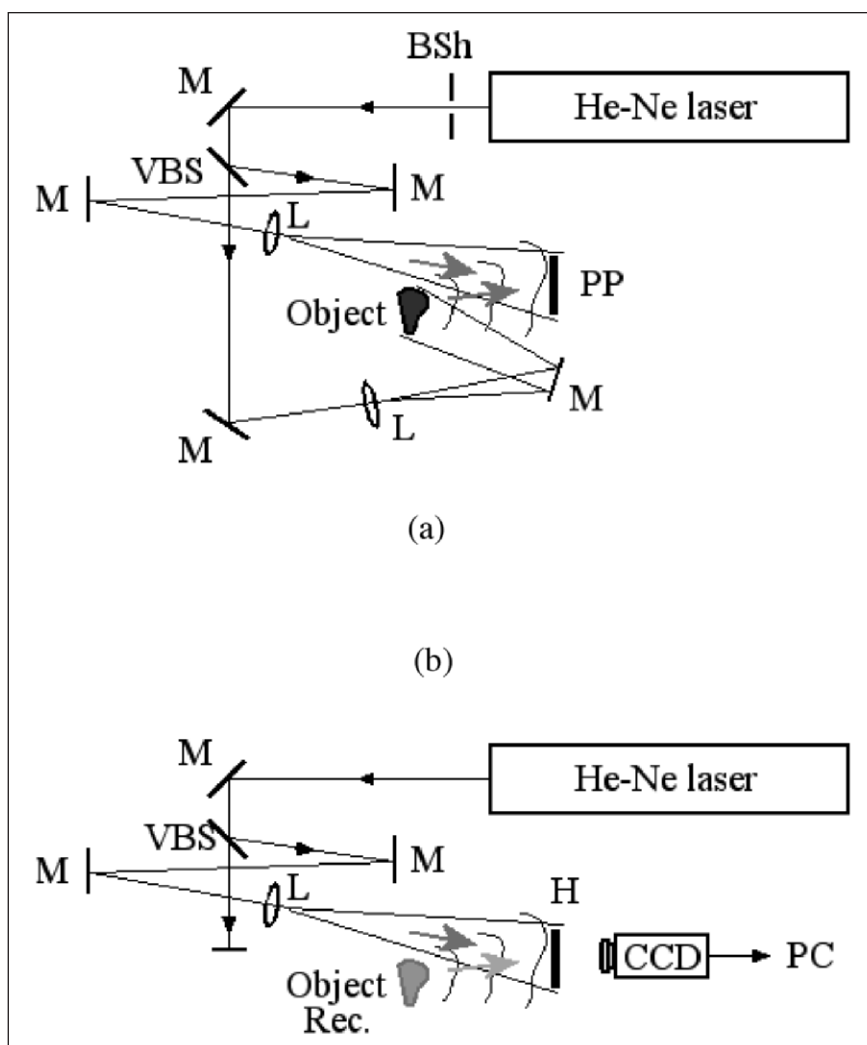 BSh
M
He-Ne laser
VBS
M
M
L
PP
Object
M
L
M
(a)
(b)
M
He-Ne laser
VBS
M
M
L
H
CCD
PC
Object
Rec.